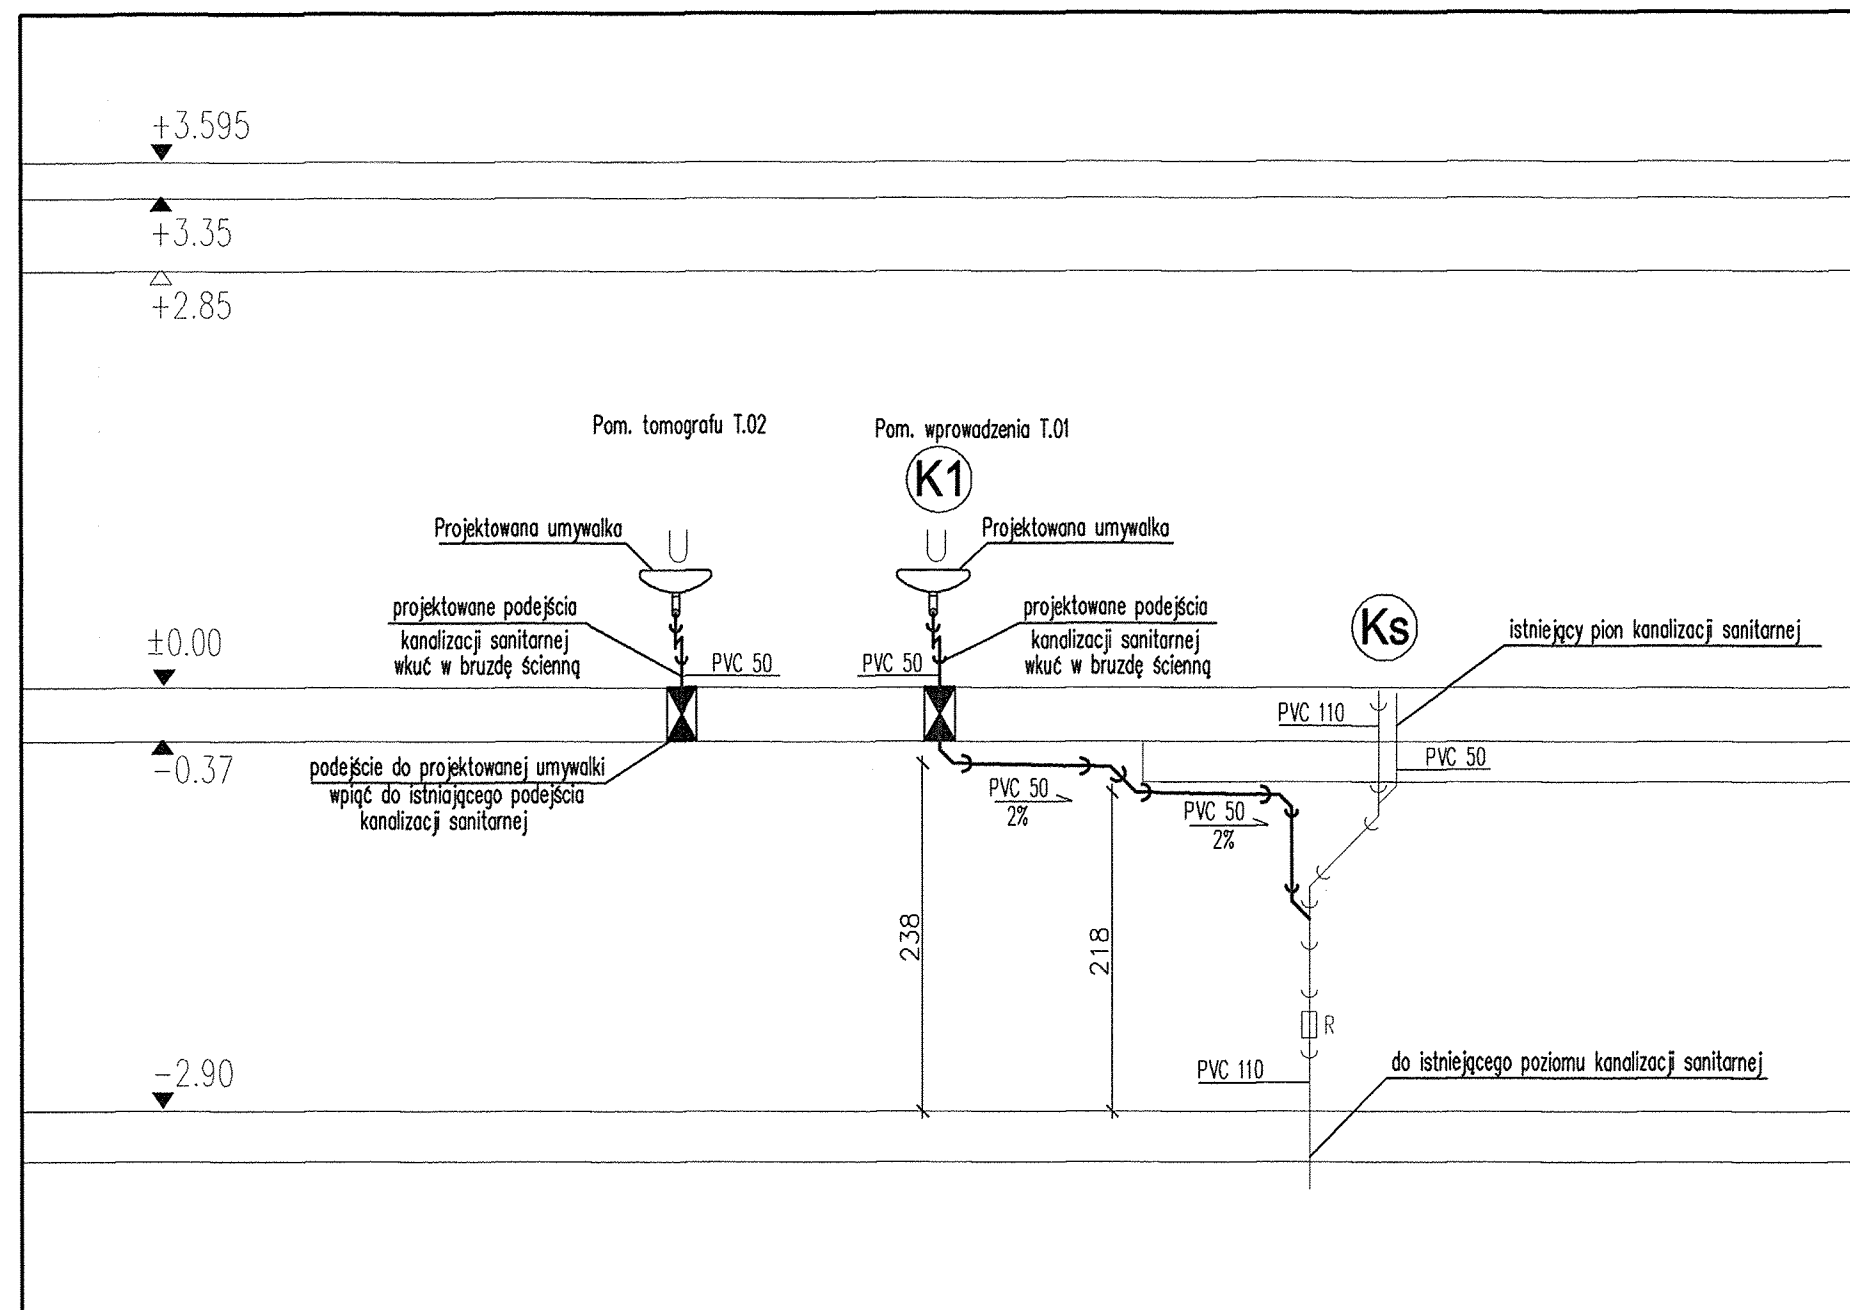 +3.595
+3.35
+2.85
Pom. tomografu T.02
Pom. wprowadzenia T.01
K1
Projektowana umywalka
Projektowana umywalka
projektowane podejścia
kanalizacji sanitarnej
wkuć w bruzdę ścienną
PVC 50
PVC 50
projektowane podejścia
kanalizacji sanitarnej
wkuć w bruzdę ścienną
Ks
istniejący pion kanalizacji sanitarnej
±0.00
PVC 110
PVC 50
-0.37
podejście do projektowanej umywalki
wpiąć do istniającego podejścia
kanalizacji sanitarnej
PVC 50
2%
PVC 50
2%
238
218
R
-2.90
PVC 110
do istniejącego poziomu kanalizacji sanitarnej